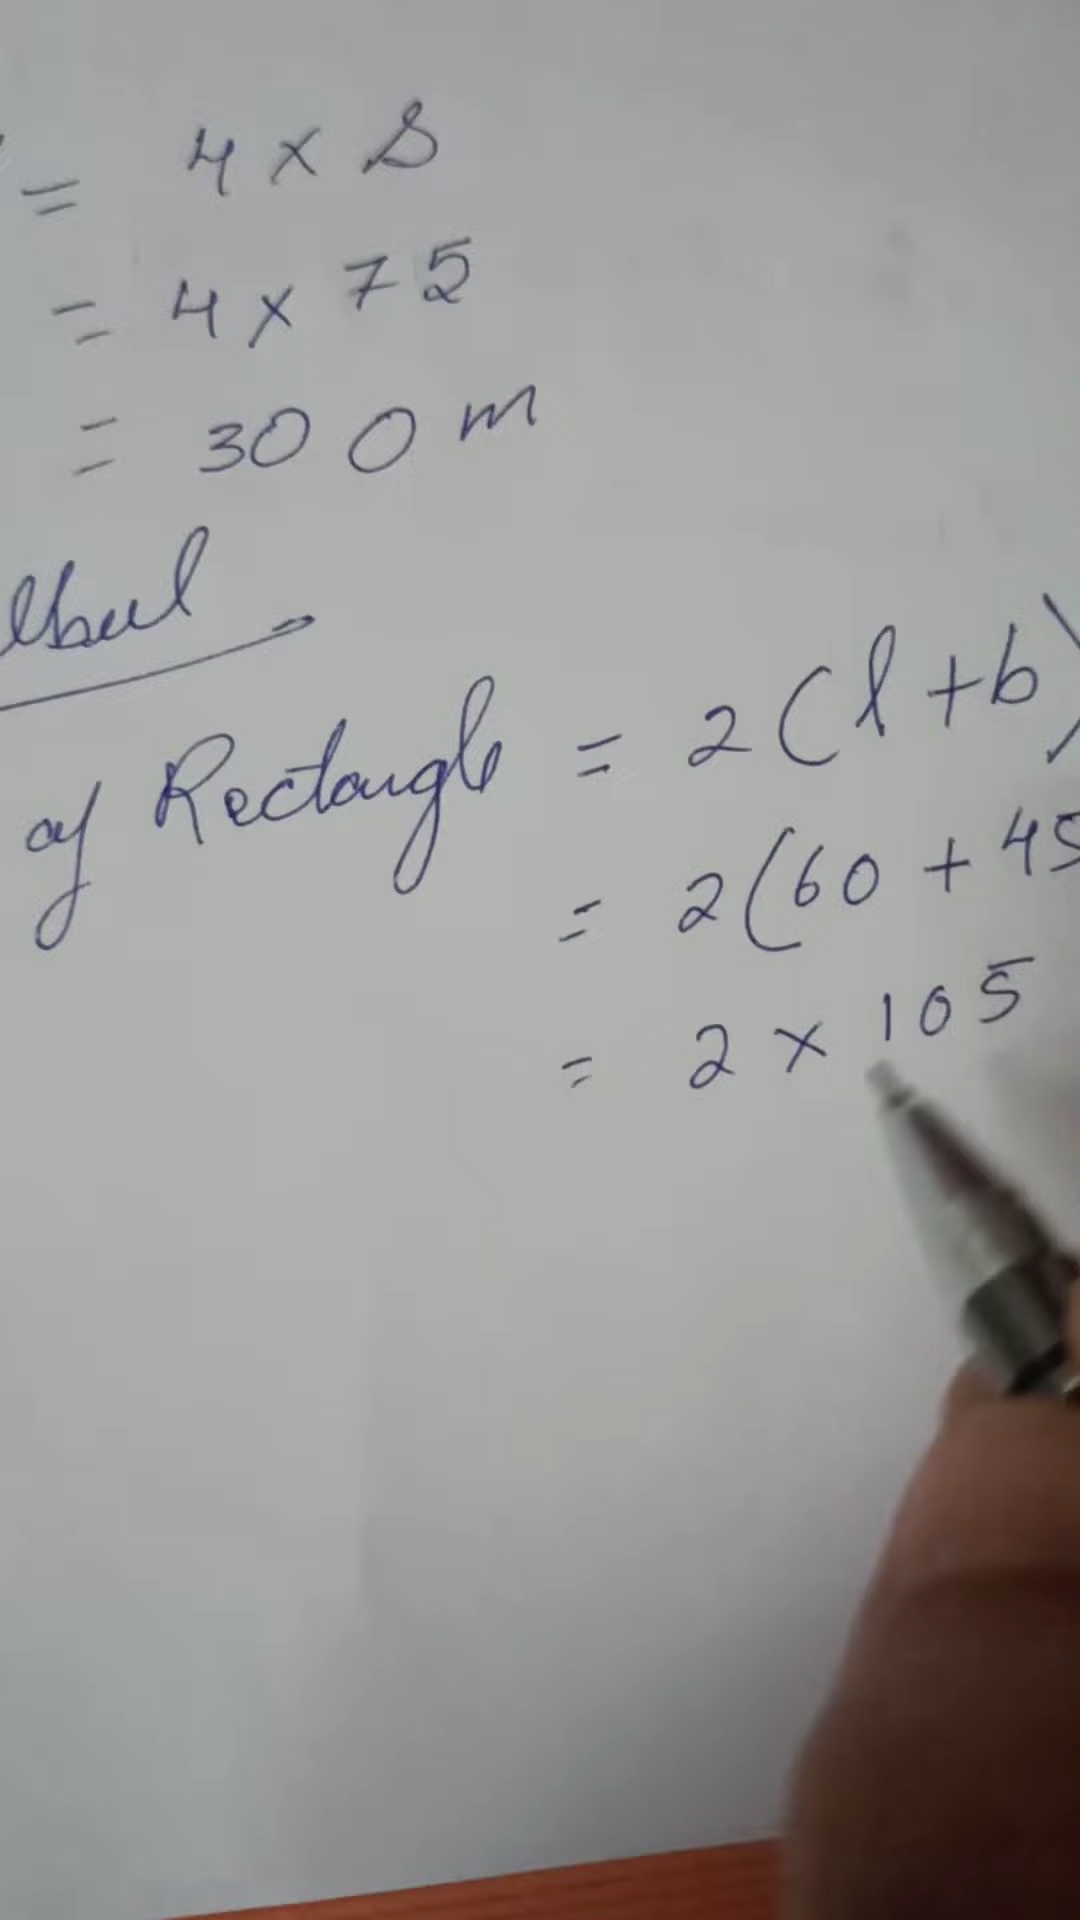 = 4 × S
= 4 × 75
= 300 m
of Rectangle = 2(l+b)
= 2(60 + 45
= 2 × 105